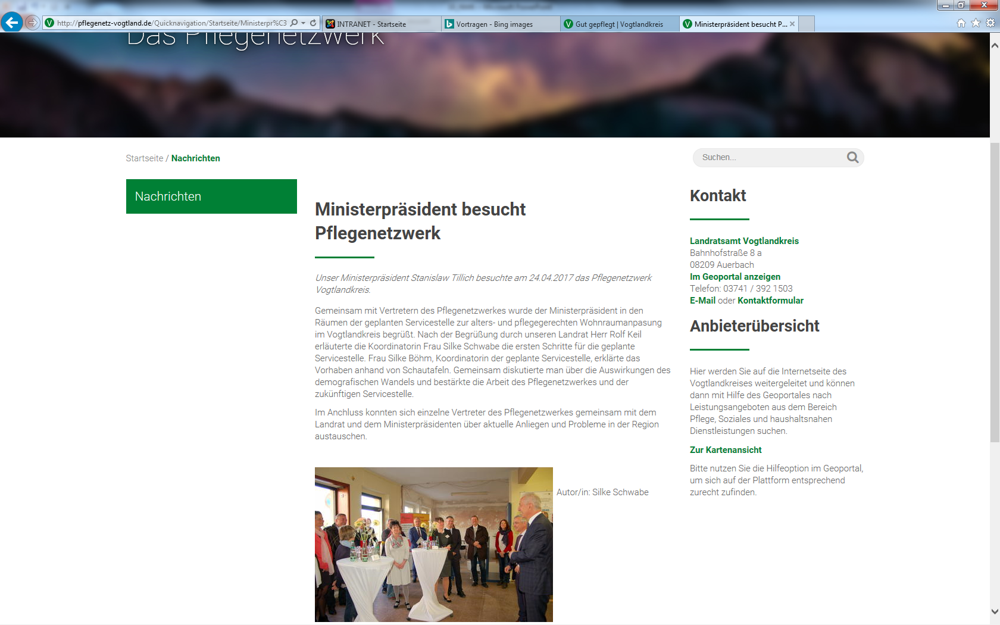 http://pflegenetz-vogtland.de/Quicknavigation/Startseite/Ministerpr%C3
INTRANET - Startseite
Vortragen - Bing images
Gut gepflegt | Vogtlandkreis
Ministerpräsident besucht P...
Das Pflegenetzwerk
Startseite / Nachrichten
Suchen...
Nachrichten
Ministerpräsident besucht
Pflegenetzwerk
Unser Ministerpräsident Stanislaw Tillich besuchte am 24.04.2017 das Pflegenetzwerk
Vogtlandkreis.
Gemeinsam mit Vertretern des Pflegenetzwerkes wurde der Ministerpräsident in den
Räumen der geplanten Servicestelle zur alters- und pflegegerechten Wohnraumanpasung
im Vogtlandkreis begrüßt. Nach der Begrüßung durch unseren Landrat Herr Rolf Keil
erläuterte die Koordinatorin Frau Silke Schwabe die ersten Schritte für die geplante
Servicestelle. Frau Silke Böhm, Koordinatorin der geplante Servicestelle, erklärte das
Vorhaben anhand von Schautafeln. Gemeinsam diskutierte man über die Auswirkungen des
demografischen Wandels und bestärkte die Arbeit des Pflegenetzwerkes und der
zukünftigen Servicestelle.
Im Anchluss konnten sich einzelne Vertreter des Pflegenetzwerkes gemeinsam mit dem
Landrat und dem Ministerpräsidenten über aktuelle Anliegen und Probleme in der Region
austauschen.
Autor/in: Silke Schwabe
Kontakt
Landratsamt Vogtlandkreis
Bahnhofstraße 8 a
08209 Auerbach
Im Geoportal anzeigen
Telefon: 03741 / 392 1503
E-Mail oder Kontaktformular
Anbieterübersicht
Hier werden Sie auf die Internetseite des
Vogtlandkreises weitergeleitet und können
dann mit Hilfe des Geoportales nach
Leistungsangeboten aus dem Bereich
Pflege, Soziales und haushaltsnahen
Dienstleistungen suchen.
Zur Kartenansicht
Bitte nutzen Sie die Hilfeoption im Geoportal,
um sich auf der Plattform entsprechend
zurecht zufinden.